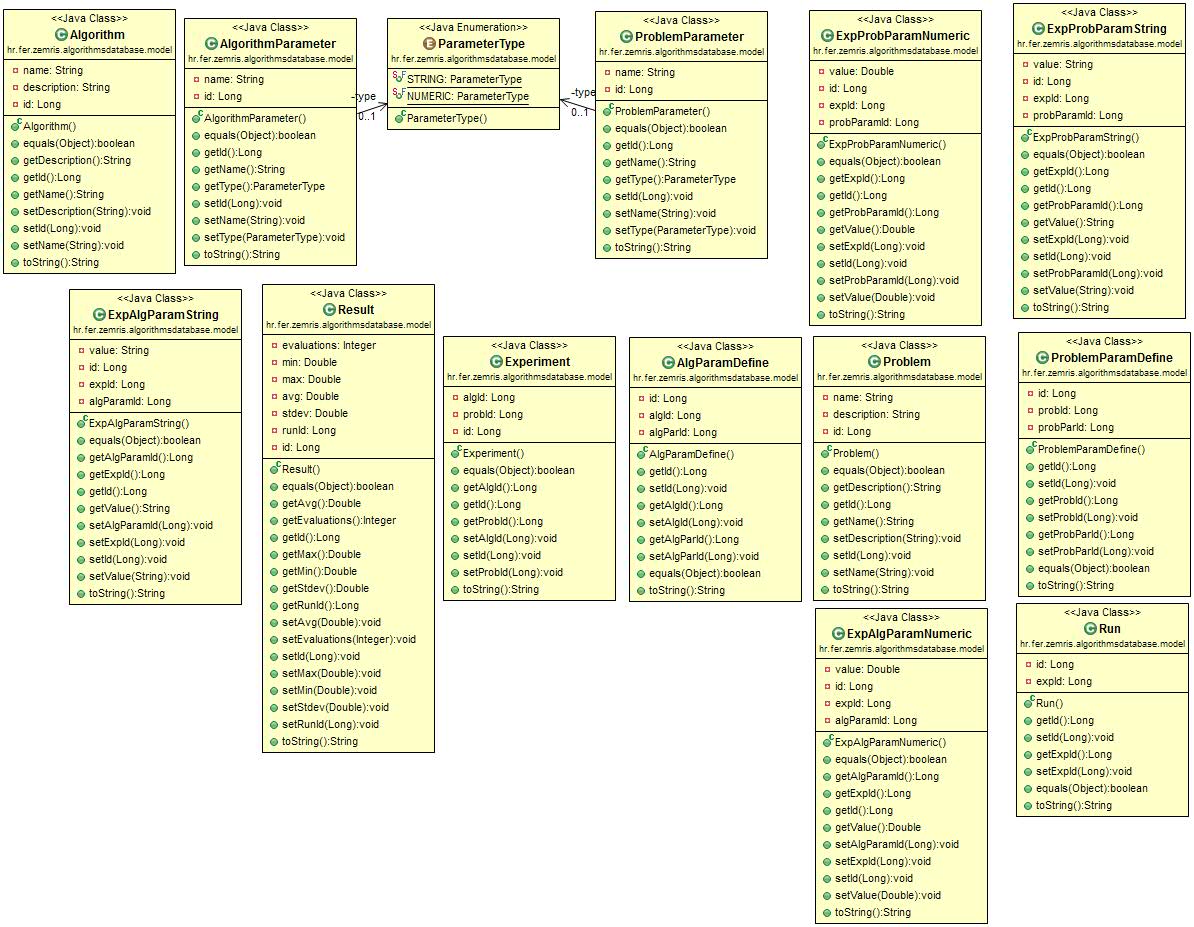 <<Java Class>>
Algorithm
hr.fer.zemris.algorithmsdatabase.model
name: String
description: String
id: Long
Algorithm()
equals(Object):boolean
getDescription():String
getId():Long
getName():String
setDescription(String):void
setId(Long):void
setName(String):void
toString():String
<<Java Class>>
AlgorithmParameter
hr.fer.zemris.algorithmsdatabase.model
name: String
id: Long
AlgorithmParameter()
equals(Object):boolean
getId():Long
getName():String
getType():ParameterType
setId(Long):void
setName(String):void
setType(ParameterType):void
toString():String
-type
0..1
<<Java Enumeration>>
ParameterType
hr.fer.zemris.algorithmsdatabase.model
STRING: ParameterType
NUMERIC: ParameterType
ParameterType()
-type
0..1
<<Java Class>>
ProblemParameter
hr.fer.zemris.algorithmsdatabase.model
name: String
id: Long
ProblemParameter()
equals(Object):boolean
getId():Long
getName():String
getType():ParameterType
setId(Long):void
setName(String):void
setType(ParameterType):void
toString():String
<<Java Class>>
ExpProbParamNumeric
hr.fer.zemris.algorithmsdatabase.model
value: Double
id: Long
expId: Long
probParamId: Long
ExpProbParamNumeric()
equals(Object):boolean
getExpId():Long
getId():Long
getProbParamId():Long
getValue():Double
setExpId(Long):void
setId(Long):void
setProbParamId(Long):void
setValue(Double):void
toString():String
<<Java Class>>
ExpProbParamString
hr.fer.zemris.algorithmsdatabase.model
value: String
id: Long
expId: Long
probParamId: Long
ExpProbParamString()
equals(Object):boolean
getExpId():Long
getId():Long
getProbParamId():Long
getValue():String
setExpId(Long):void
setId(Long):void
setProbParamId(Long):void
setValue(String):void
toString():String
<<Java Class>>
ExpAlgParamString
hr.fer.zemris.algorithmsdatabase.model
value: String
id: Long
expId: Long
algParamId: Long
ExpAlgParamString()
equals(Object):boolean
getAlgParamId():Long
getExpId():Long
getId():Long
getValue():String
setAlgParamId(Long):void
setExpId(Long):void
setId(Long):void
setValue(String):void
toString():String
<<Java Class>>
Result
hr.fer.zemris.algorithmsdatabase.model
evaluations: Integer
min: Double
max: Double
avg: Double
stdev: Double
runId: Long
id: Long
Result()
equals(Object):boolean
getAvg():Double
getEvaluations():Integer
getId():Long
getMax():Double
getMin():Double
getStdev():Double
getRunId():Long
setAvg(Double):void
setEvaluations(Integer):void
setId(Long):void
setMax(Double):void
setMin(Double):void
setStdev(Double):void
setRunId(Long):void
toString():String
<<Java Class>>
Experiment
hr.fer.zemris.algorithmsdatabase.model
algId: Long
probId: Long
id: Long
Experiment()
equals(Object):boolean
getAlgId():Long
getId():Long
getProbId():Long
setAlgId(Long):void
setId(Long):void
setProbId(Long):void
toString():String
<<Java Class>>
AlgParamDefine
hr.fer.zemris.algorithmsdatabase.model
id: Long
algId: Long
algParId: Long
AlgParamDefine()
getId():Long
setId(Long):void
getAlgId():Long
setAlgId(Long):void
getAlgParId():Long
setAlgParId(Long):void
equals(Object):boolean
toString():String
<<Java Class>>
Problem
hr.fer.zemris.algorithmsdatabase.model
name: String
description: String
id: Long
Problem()
equals(Object):boolean
getDescription():String
getId():Long
getName():String
setDescription(String):void
setId(Long):void
setName(String):void
toString():String
<<Java Class>>
ProblemParamDefine
hr.fer.zemris.algorithmsdatabase.model
id: Long
probId: Long
probParId: Long
ProblemParamDefine()
getId():Long
setId(Long):void
getProbId():Long
setProbId(Long):void
getProbParId():Long
setProbParId(Long):void
equals(Object):boolean
toString():String
<<Java Class>>
ExpAlgParamNumeric
hr.fer.zemris.algorithmsdatabase.model
value: Double
id: Long
expId: Long
algParamId: Long
ExpAlgParamNumeric()
equals(Object):boolean
getAlgParamId():Long
getExpId():Long
getId():Long
getValue():Double
setAlgParamId(Long):void
setExpId(Long):void
setId(Long):void
setValue(Double):void
toString():String
<<Java Class>>
Run
hr.fer.zemris.algorithmsdatabase.model
id: Long
expId: Long
Run()
getId():Long
setId(Long):void
getExpId():Long
setExpId(Long):void
equals(Object):boolean
toString():String